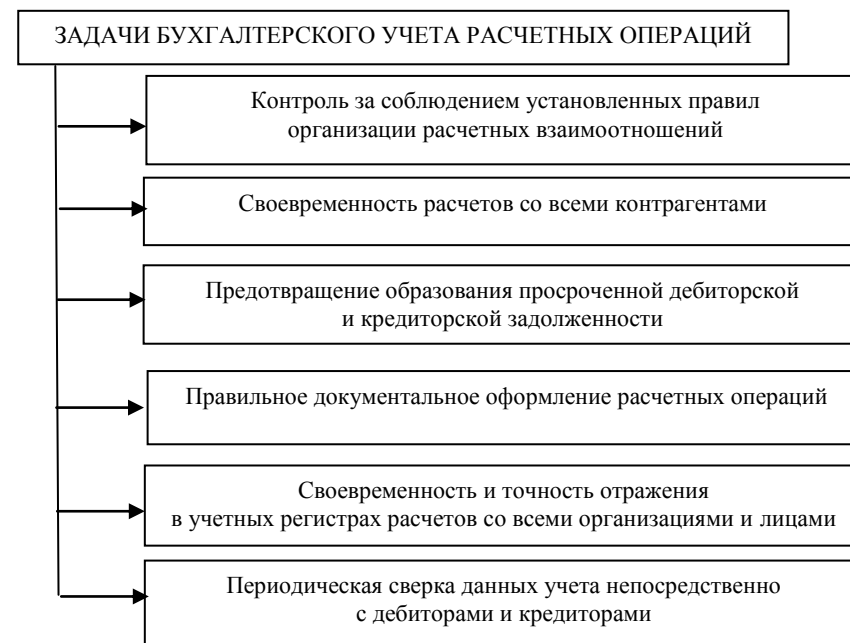 ЗАДАЧИ БУХГАЛТЕРСКОГО УЧЕТА РАСЧЕТНЫХ ОПЕРАЦИЙ
Контроль за соблюдением установленных правил
организации расчетных взаимоотношений
Своевременность расчетов со всеми контрагентами
Предотвращение образования просроченной дебиторской
и кредиторской задолженности
Правильное документальное оформление расчетных операций
Своевременность и точность отражения
в учетных регистрах расчетов со всеми организациями и лицами
Периодическая сверка данных учета непосредственно
с дебиторами и кредиторами